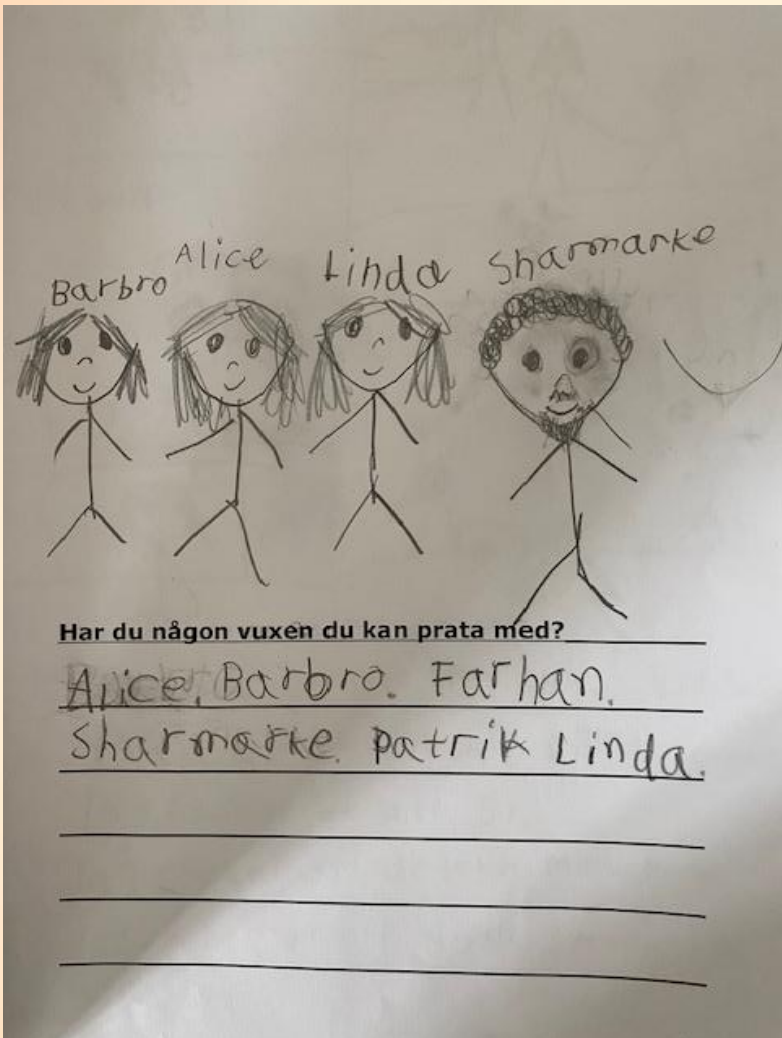 Barbro Alice Linda Sharmarke
Har du någon vuxen du kan prata med?
Alice. Barbro. Farhan.
Sharmarke. Patrik Linda.